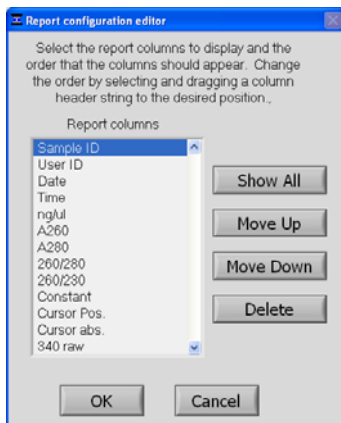 Report configuration editor
Select the report columns to display and the
order that the columns should appear. Change
the order by selecting and dragging a column
header string to the desired position.,
Report columns
Sample ID
User ID
Date
Time
ng/ul
A260
A280
260/280
260/230
Constant
Cursor Pos.
Cursor abs.
340 raw
Show All
Move Up
Move Down
Delete
OK
Cancel